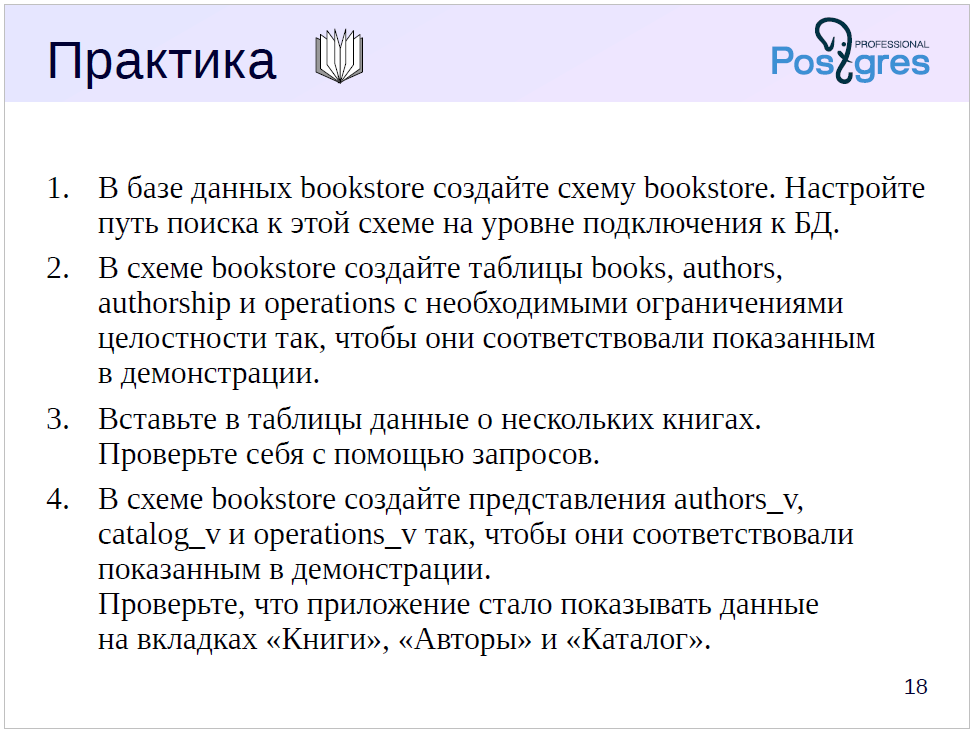 Практика
PROFESSIONAL
Postgres
1. В базе данных bookstore создайте схему bookstore. Настройте
путь поиска к этой схеме на уровне подключения к БД.
2. В схеме bookstore создайте таблицы books, authors,
authorship и operations с необходимыми ограничениями
целостности так, чтобы они соответствовали показанным
в демонстрации.
3. Вставьте в таблицы данные о нескольких книгах.
Проверьте себя с помощью запросов.
4. В схеме bookstore создайте представления authors_v,
catalog_v и operations_v так, чтобы они соответствовали
показанным в демонстрации.
Проверьте, что приложение стало показывать данные
на вкладках «Книги», «Авторы» и «Каталог».
18